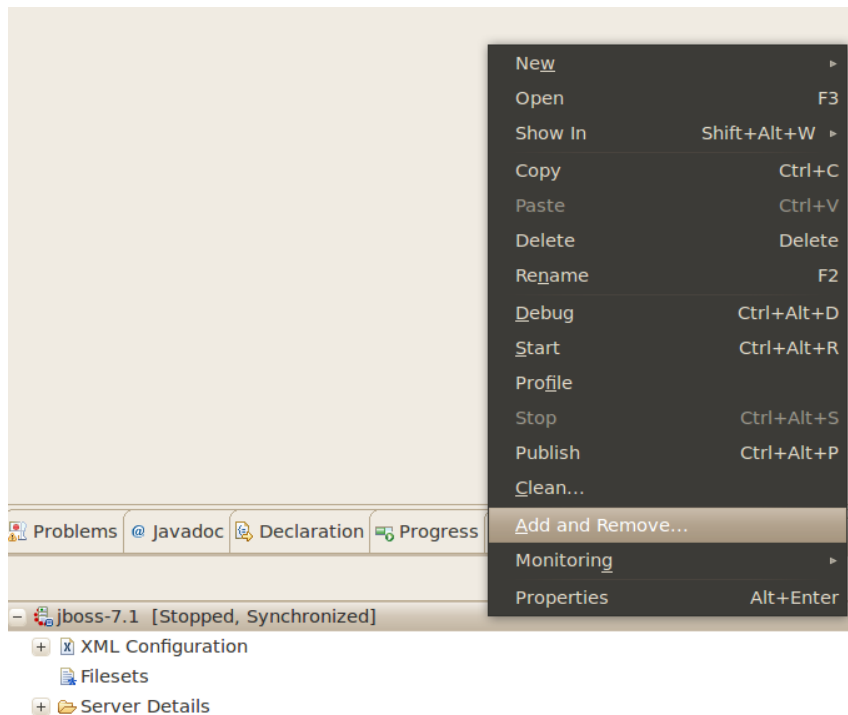 New
Open F3
Show In Shift+Alt+W
Copy Ctrl+C
Paste Ctrl+V
Delete Delete
Rename F2
Debug Ctrl+Alt+D
Start Ctrl+Alt+R
Profile
Stop Ctrl+Alt+S
Publish Ctrl+Alt+P
Clean...
Add and Remove...
Monitoring
Properties Alt+Enter
Problems @ Javadoc Declaration Progress
jboss-7.1 [Stopped, Synchronized]
XML Configuration
Filesets
Server Details